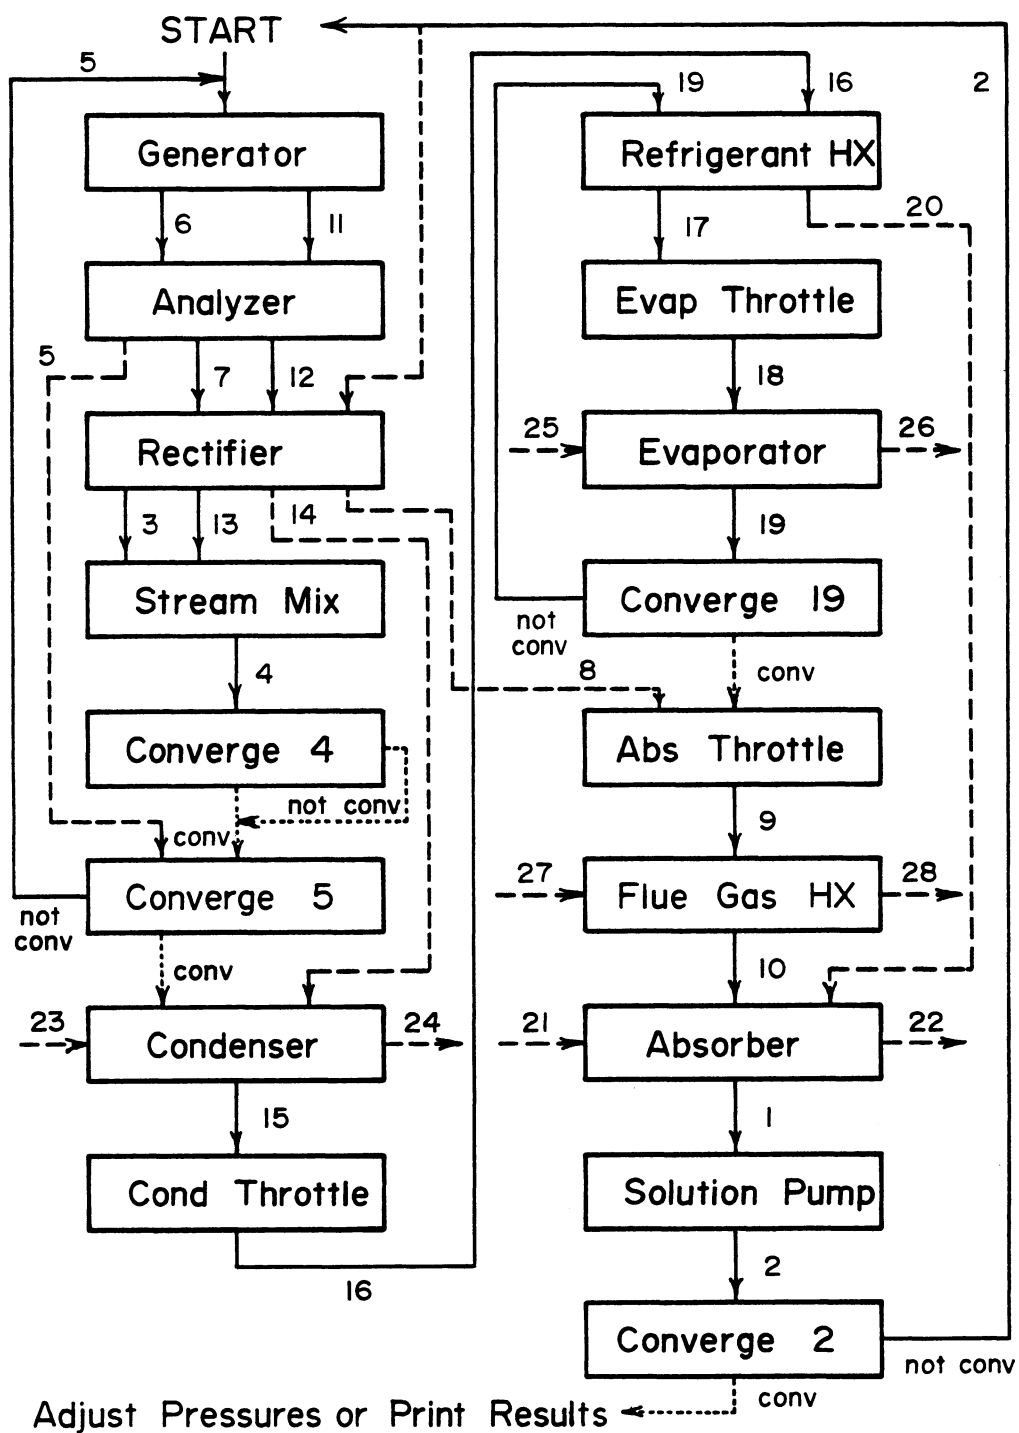 START
2
5
Generator
6
11
Analyzer
5
7
12
Rectifier
3
13
14
Stream Mix
4
Converge 4
not conv
conv
Converge 5
not
conv
conv
23
24
Condenser
15
Cond Throttle
16
19
16
Refrigerant HX
20
17
Evap Throttle
18
25
26
Evaporator
19
Converge 19
not
conv
conv
8
Abs Throttle
9
27
28
Flue Gas HX
10
21
22
Absorber
1
Solution Pump
2
Converge 2
not conv
conv
Adjust Pressures or Print Results